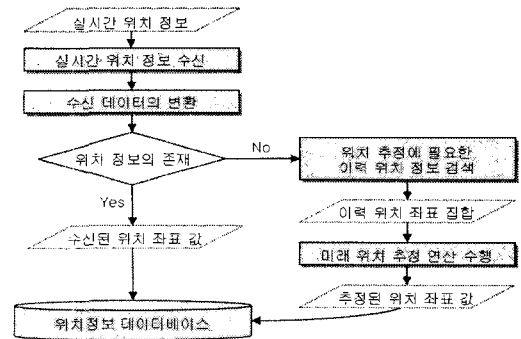 실시간 위치 정보
실시간 위치 정보 수신
수신 데이터의 변환
위치 정보의 존재
No
Yes
위치 추정에 필요한
이력 위치 정보 검색
수신된 위치 좌표 값
이력 위치 좌표 집합
미래 위치 추정 연산 수행
추정된 위치 좌표 값
위치정보 데이터베이스